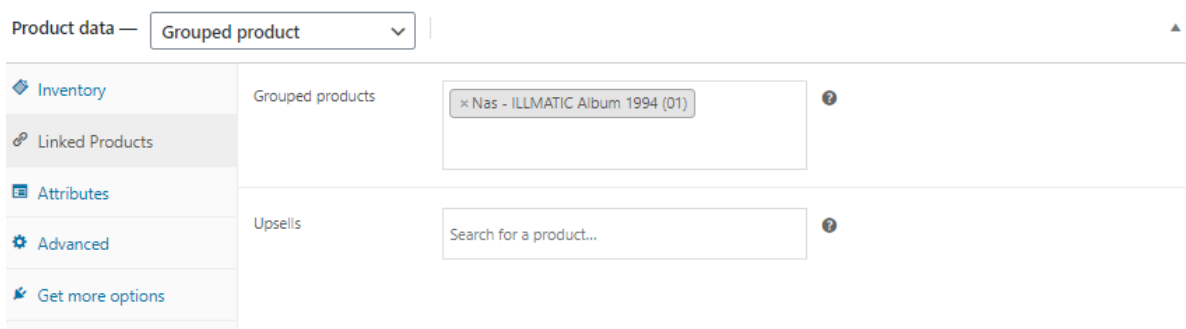 Product data — Grouped product
Inventory
Grouped products
× Nas - ILLMATIC Album 1994 (01)
Linked Products
Attributes
Upsells
Search for a product...
Advanced
Get more options